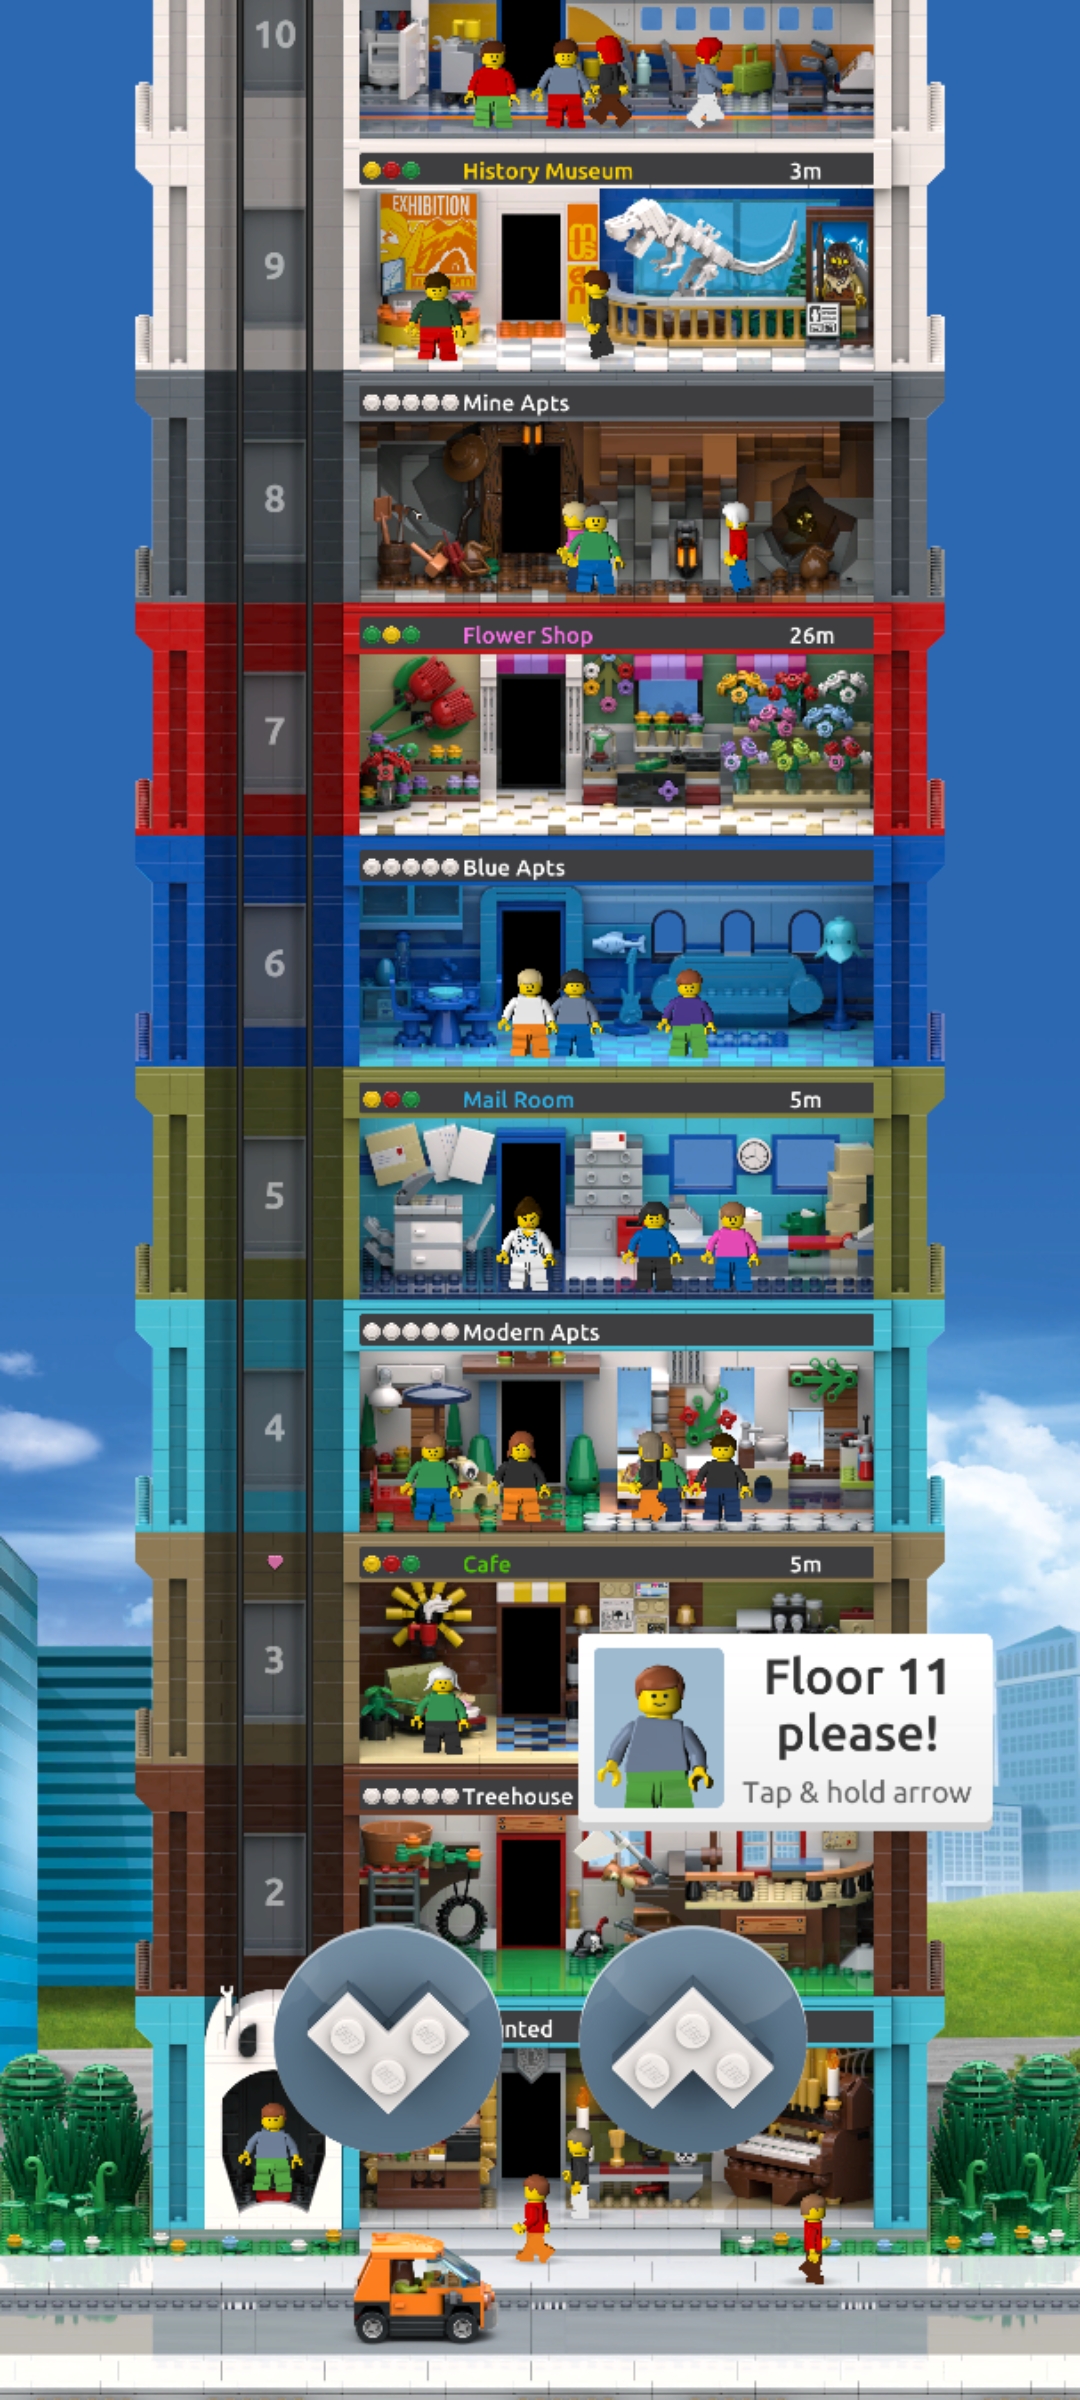 10
History Museum 3m
EXHIBITION
9
Mine Apts
8
Flower Shop 26m
7
Blue Apts
6
Mail Room 5m
5
Modern Apts
4
Cafe 5m
3
Floor 11
please!
Tap & hold arrow
Treehouse
2
nted